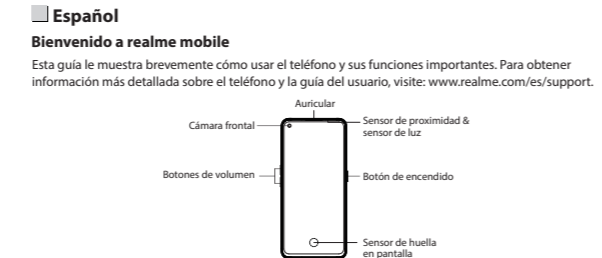 Español
Bienvenido a realme mobile
Esta guía le muestra brevemente cómo usar el teléfono y sus funciones importantes. Para obtener
información más detallada sobre el teléfono y la guía del usuario, visite: www.realme.com/es/support.
Auricular
Cámara frontal
Sensor de proximidad &
sensor de luz
Botones de volumen
Botón de encendido
Sensor de huella
en pantalla